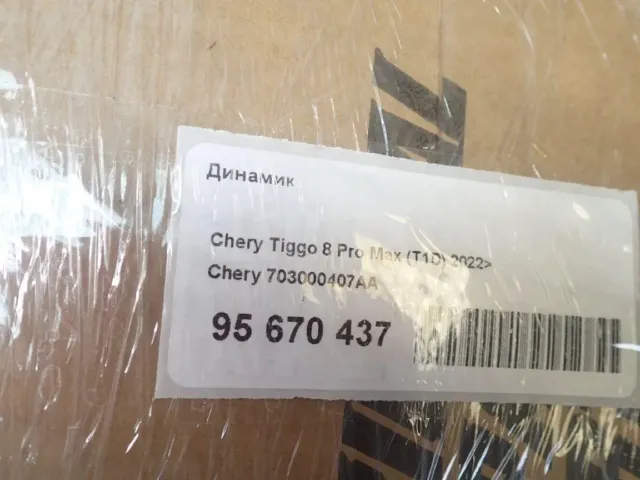 Динамик
Chery Tiggo 8 Pro Max (T1D) 2022>
Chery 703000407AA
95 670 437